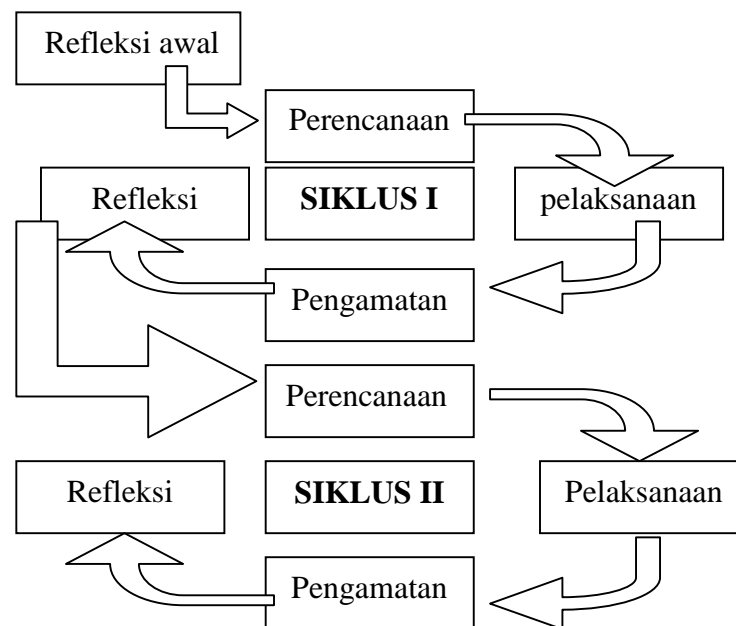 Refleksi awal
Perencanaan
Refleksi
SIKLUS I
pelaksanaan
Pengamatan
Perencanaan
Refleksi
SIKLUS II
Pelaksanaan
Pengamatan